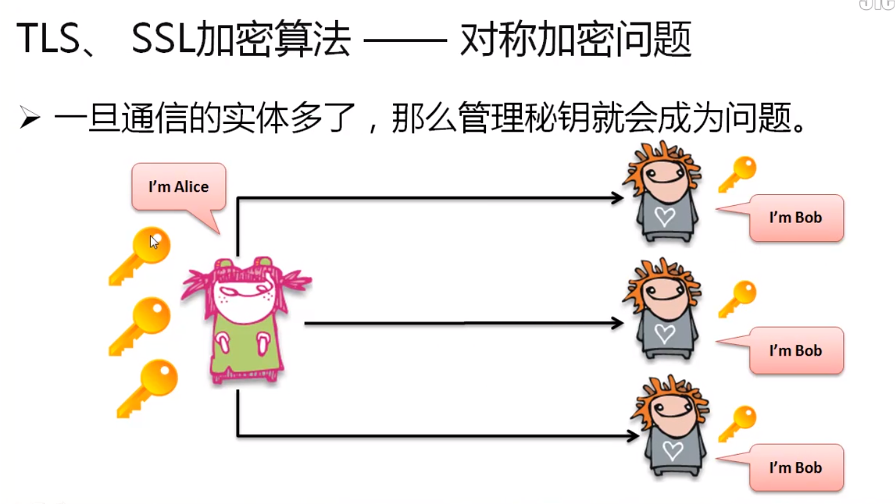 TLS、 SSL加密算法 —— 对称加密问题
➢ 一旦通信的实体多了，那么管理秘钥就会成为问题。
I'm Alice
I'm Bob
I'm Bob
I'm Bob